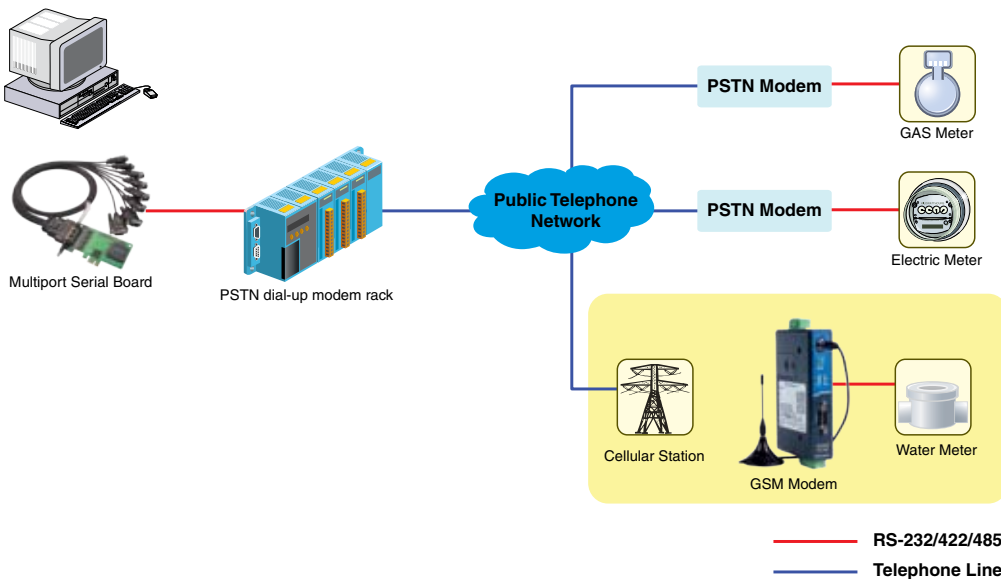 PSTN Modem
GAS Meter
Public Telephone
Network
PSTN Modem
Electric Meter
Multiport Serial Board
PSTN dial-up modem rack
Cellular Station
GSM Modem
Water Meter
RS-232/422/485
Telephone Line